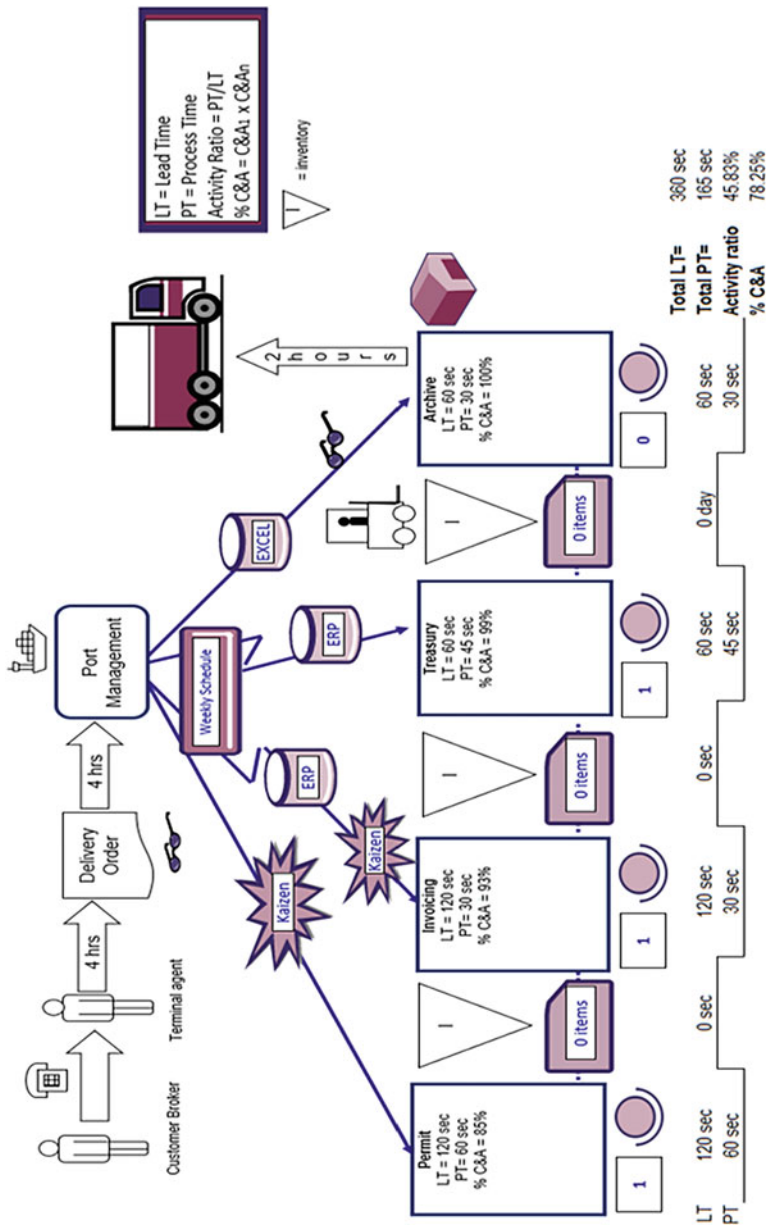 Customer Broker
Terminal agent
4 hrs
Delivery
Order
4 hrs
Port
Management
LT = Lead Time
PT = Process Time
Activity Ratio = PT/LT
% C&A = C&A1 x C&An
I
= inventory
Weekly Schedule
Kaizen
Kaizen
ERP
ERP
EXCEL
2 hours
Permit
LT = 120 sec
PT= 60 sec
% C&A = 85%
I
0 items
Invoicing
LT = 120 sec
PT= 30 sec
% C&A = 93%
I
0 items
Treasury
LT = 60 sec
PT= 45 sec
% C&A = 99%
I
0 items
Archive
LT = 60 sec
PT= 30 sec
% C&A = 100%
1
1
1
0
LT 120 sec 0 sec 120 sec 0 sec 60 sec 0 day 60 sec
PT 60 sec 30 sec 45 sec 30 sec
Total LT= 360 sec
Total PT= 165 sec
Activity ratio 45.83%
% C&A 78.25%